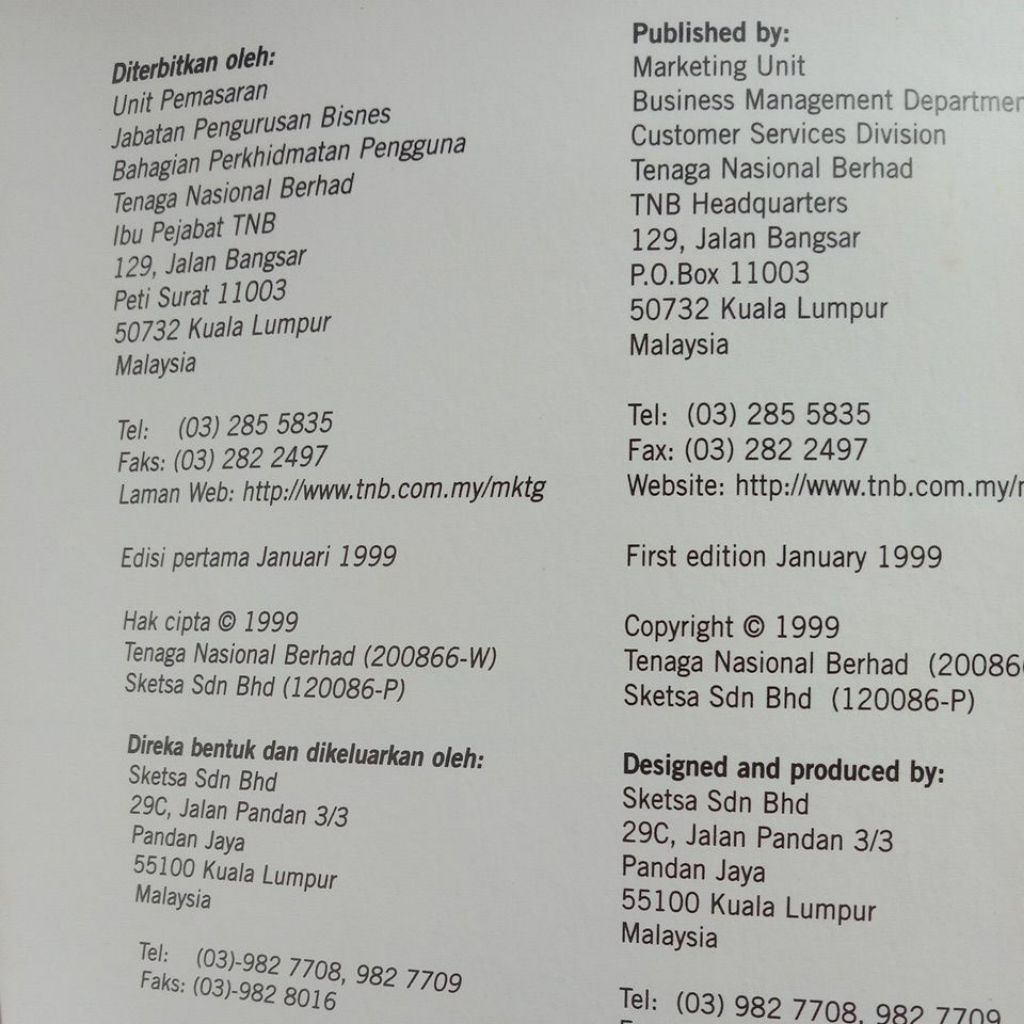 Diterbitkan oleh:
Unit Pemasaran
Jabatan Pengurusan Bisnes
Bahagian Perkhidmatan Pengguna
Tenaga Nasional Berhad
Ibu Pejabat TNB
129, Jalan Bangsar
Peti Surat 11003
50732 Kuala Lumpur
Malaysia
Tel: (03) 285 5835
Faks: (03) 282 2497
Laman Web: http://www.tnb.com.my/mktg
Edisi pertama Januari 1999
Hak cipta © 1999
Tenaga Nasional Berhad (200866-W)
Sketsa Sdn Bhd (120086-P)
Direka bentuk dan dikeluarkan oleh:
Sketsa Sdn Bhd
29C, Jalan Pandan 3/3
Pandan Jaya
55100 Kuala Lumpur
Malaysia
Tel: (03)-982 7708, 982 7709
Faks: (03)-982 8016
Published by:
Marketing Unit
Business Management
Customer Services Division
Tenaga Nasional Berhad
TNB Headquarters
129, Jalan Bangsar
P.O.Box 11003
50732 Kuala Lumpur
Malaysia
Tel: (03) 285 5835
Fax: (03) 282 2497
Website: http://www.tnb.com.my/
First edition January 1999
Copyright © 1999
Tenaga Nasional Berhad (20086
Sketsa Sdn Bhd (120086-P)
Designed and produced by:
Sketsa Sdn Bhd
29C, Jalan Pandan 3/3
Pandan Jaya
55100 Kuala Lumpur
Malaysia
Tel: (03) 982 7708, 982 7709